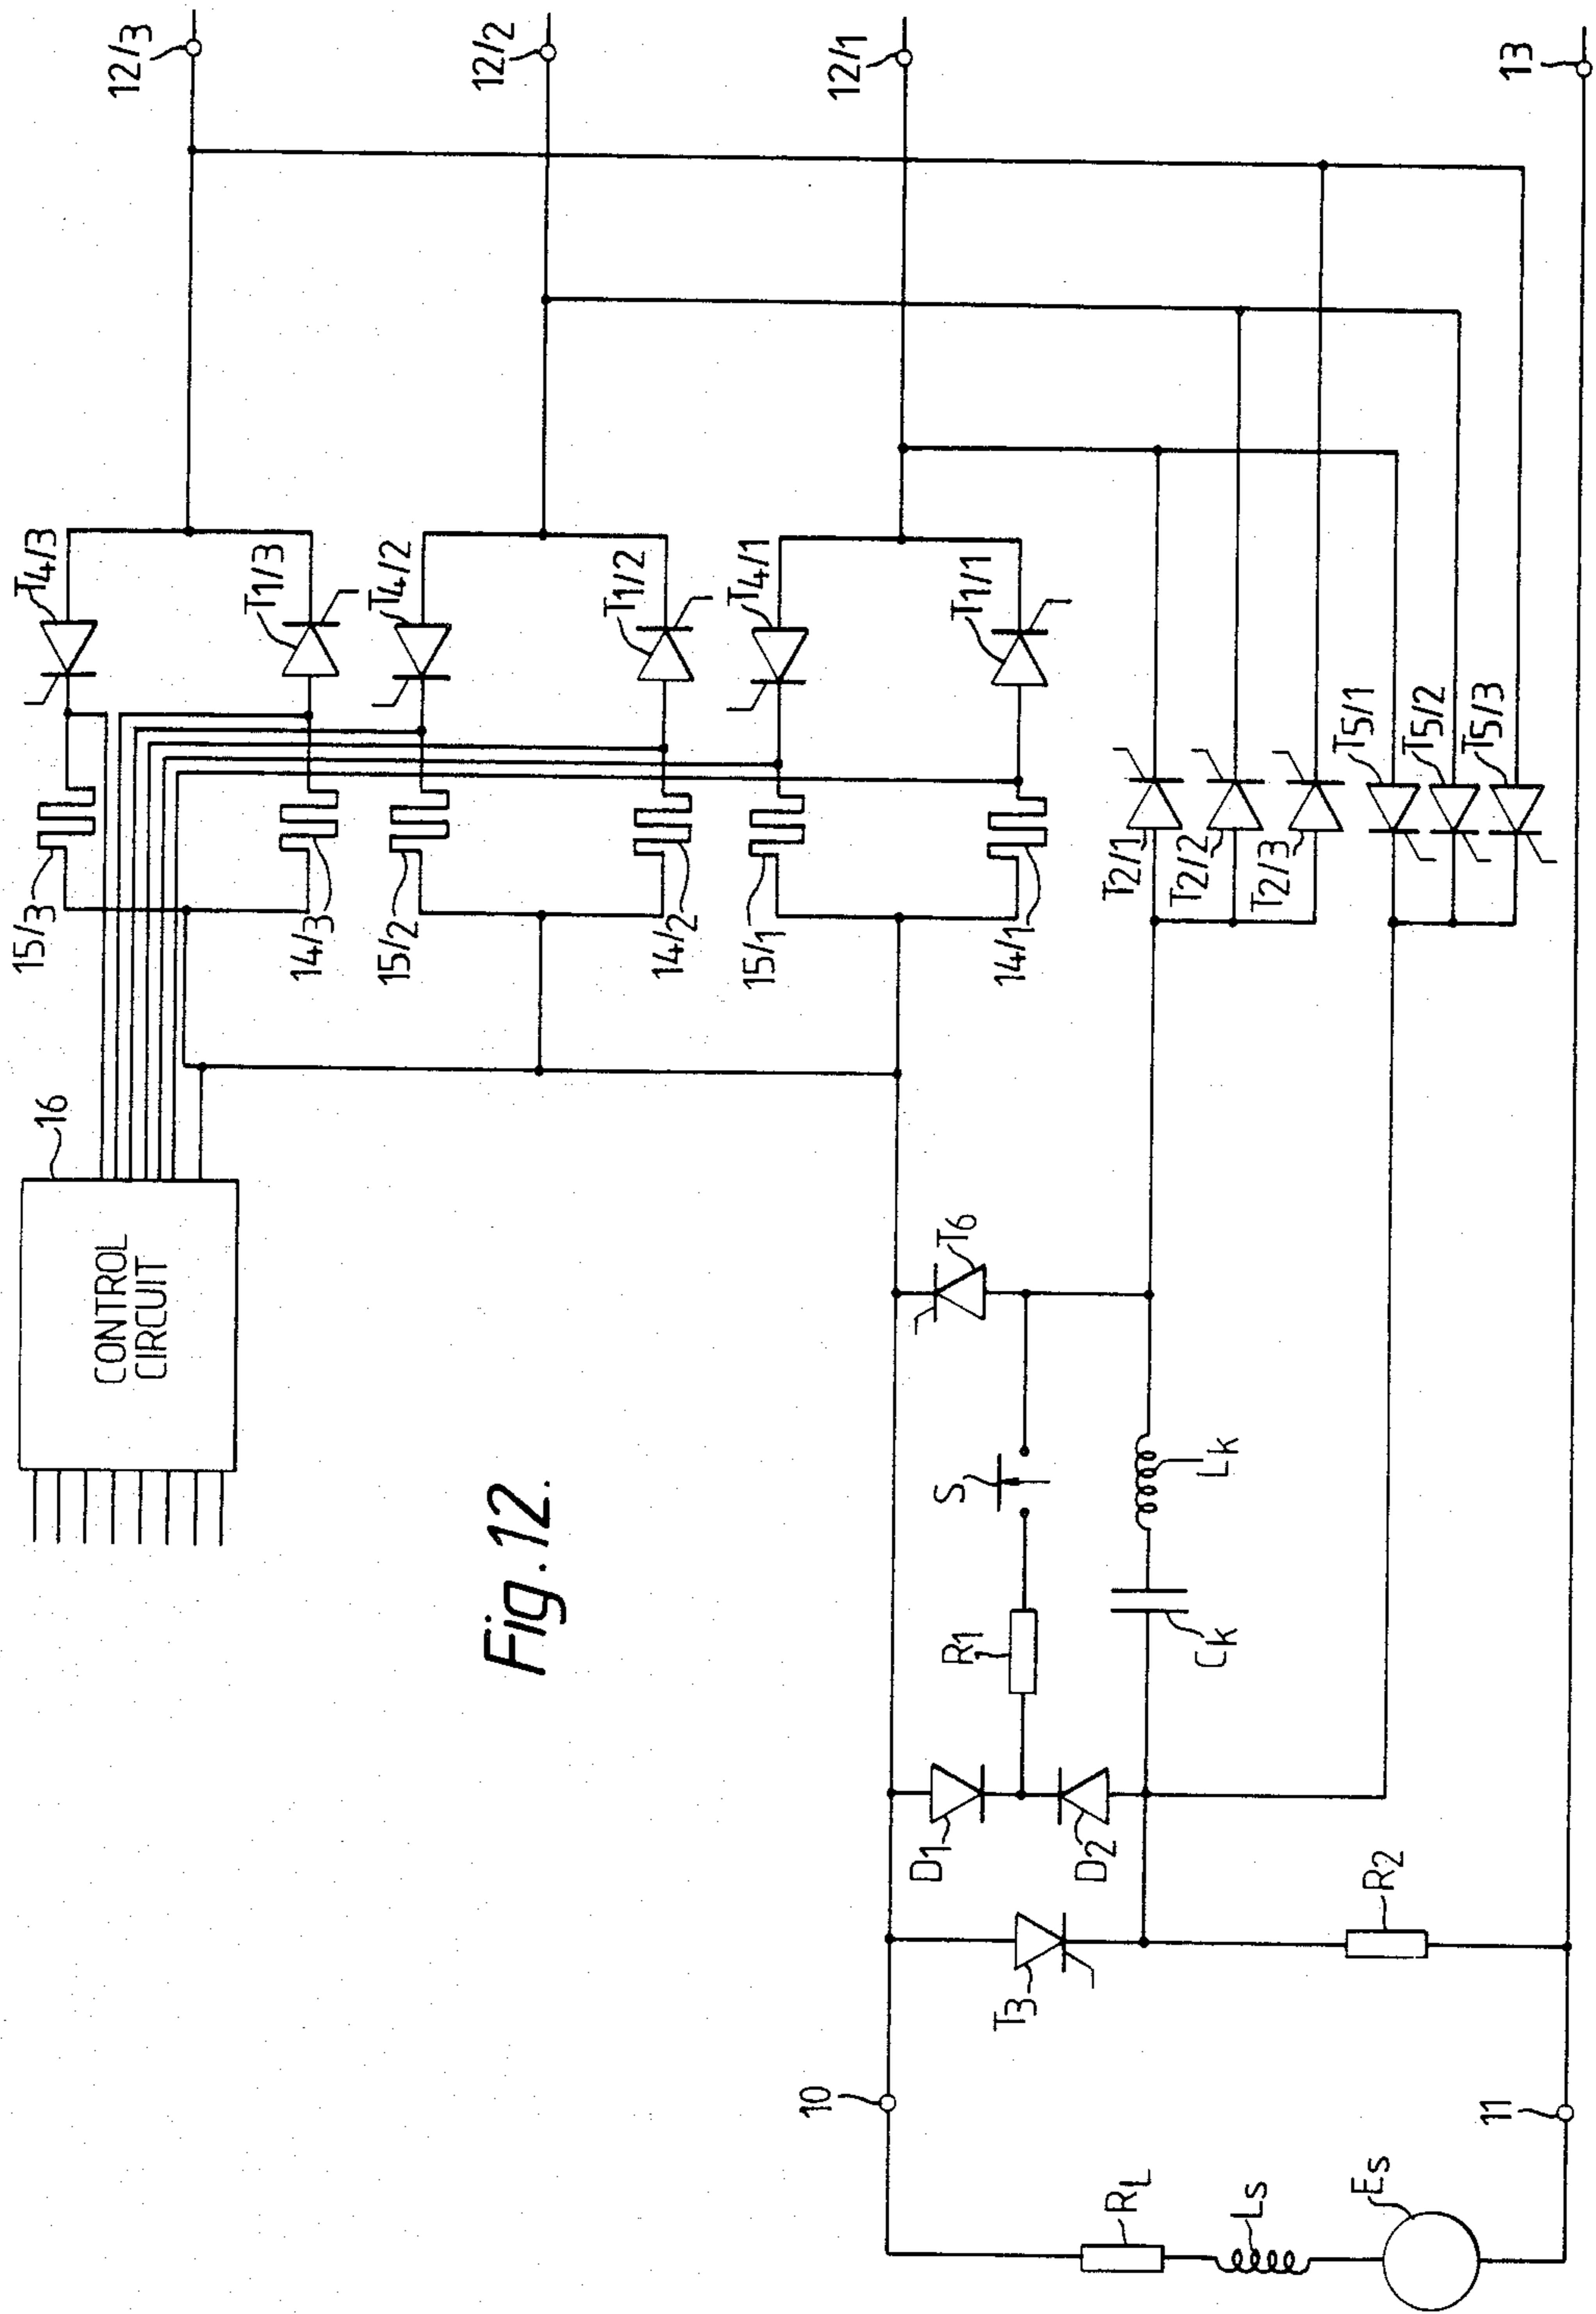 12/3
12/2
12/1
13
T4/3
T1/3
T4/2
T1/2
T4/1
T1/1
15/3
14/3
15/2
14/2
15/1
14/1
T2/1
T2/2
T2/3
T5/1
T5/2
T5/3
16
CONTROL
CIRCUIT
T6
S
R1
Lk
Ck
D1
D2
T3
R2
10
11
RL
Ls
Es
Fig. 12.